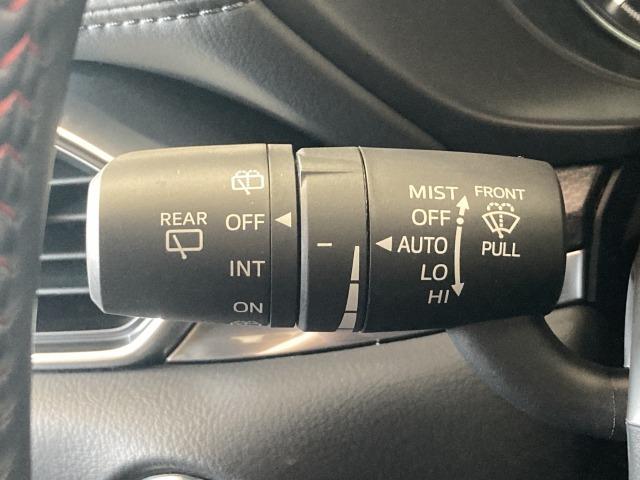 REAR
OFF
INT
ON
–
MIST
OFF
AUTO
LO
HI
FRONT
PULL